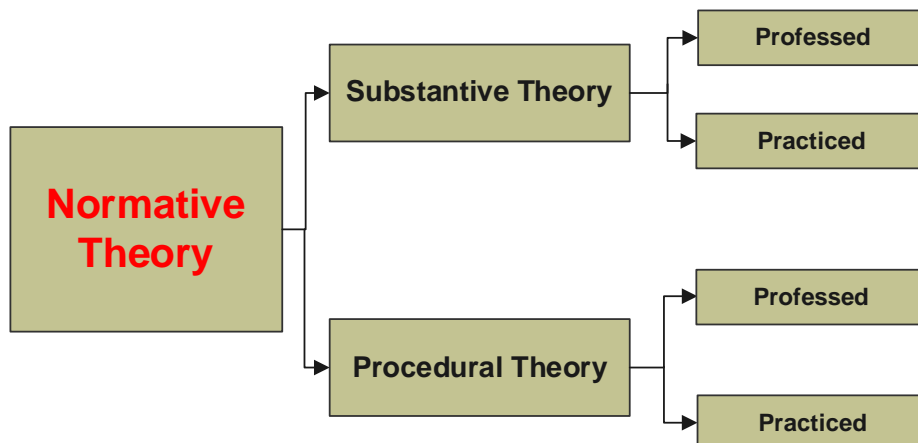 Normative
Theory
Substantive Theory
Professed
Practiced
Procedural Theory
Professed
Practiced